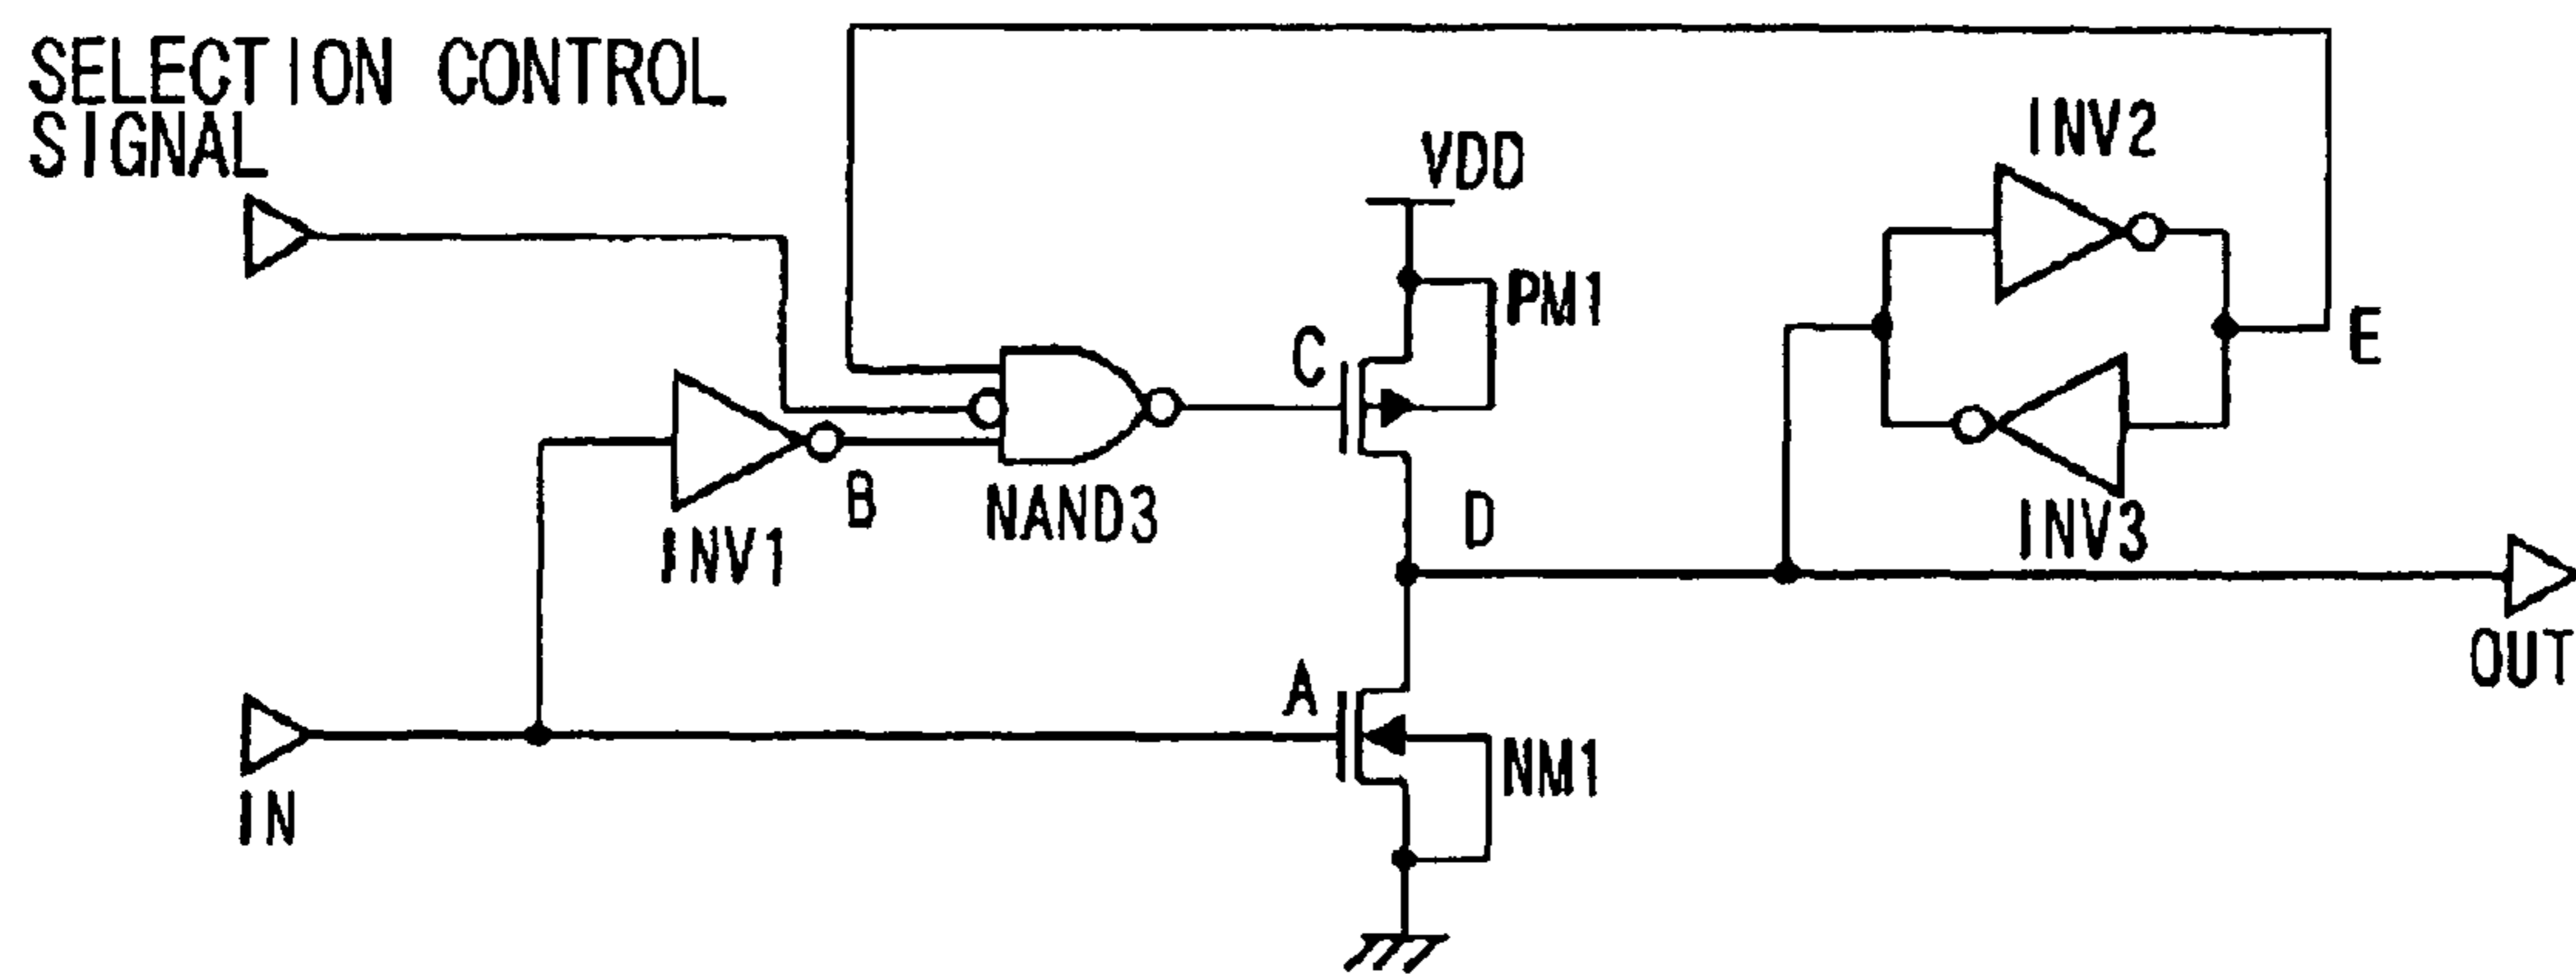 SELECTION CONTROL
SIGNAL
VDD
INV2
PM1
C
E
B
NAND3
D
INV1
INV3
A
OUT
NM1
IN